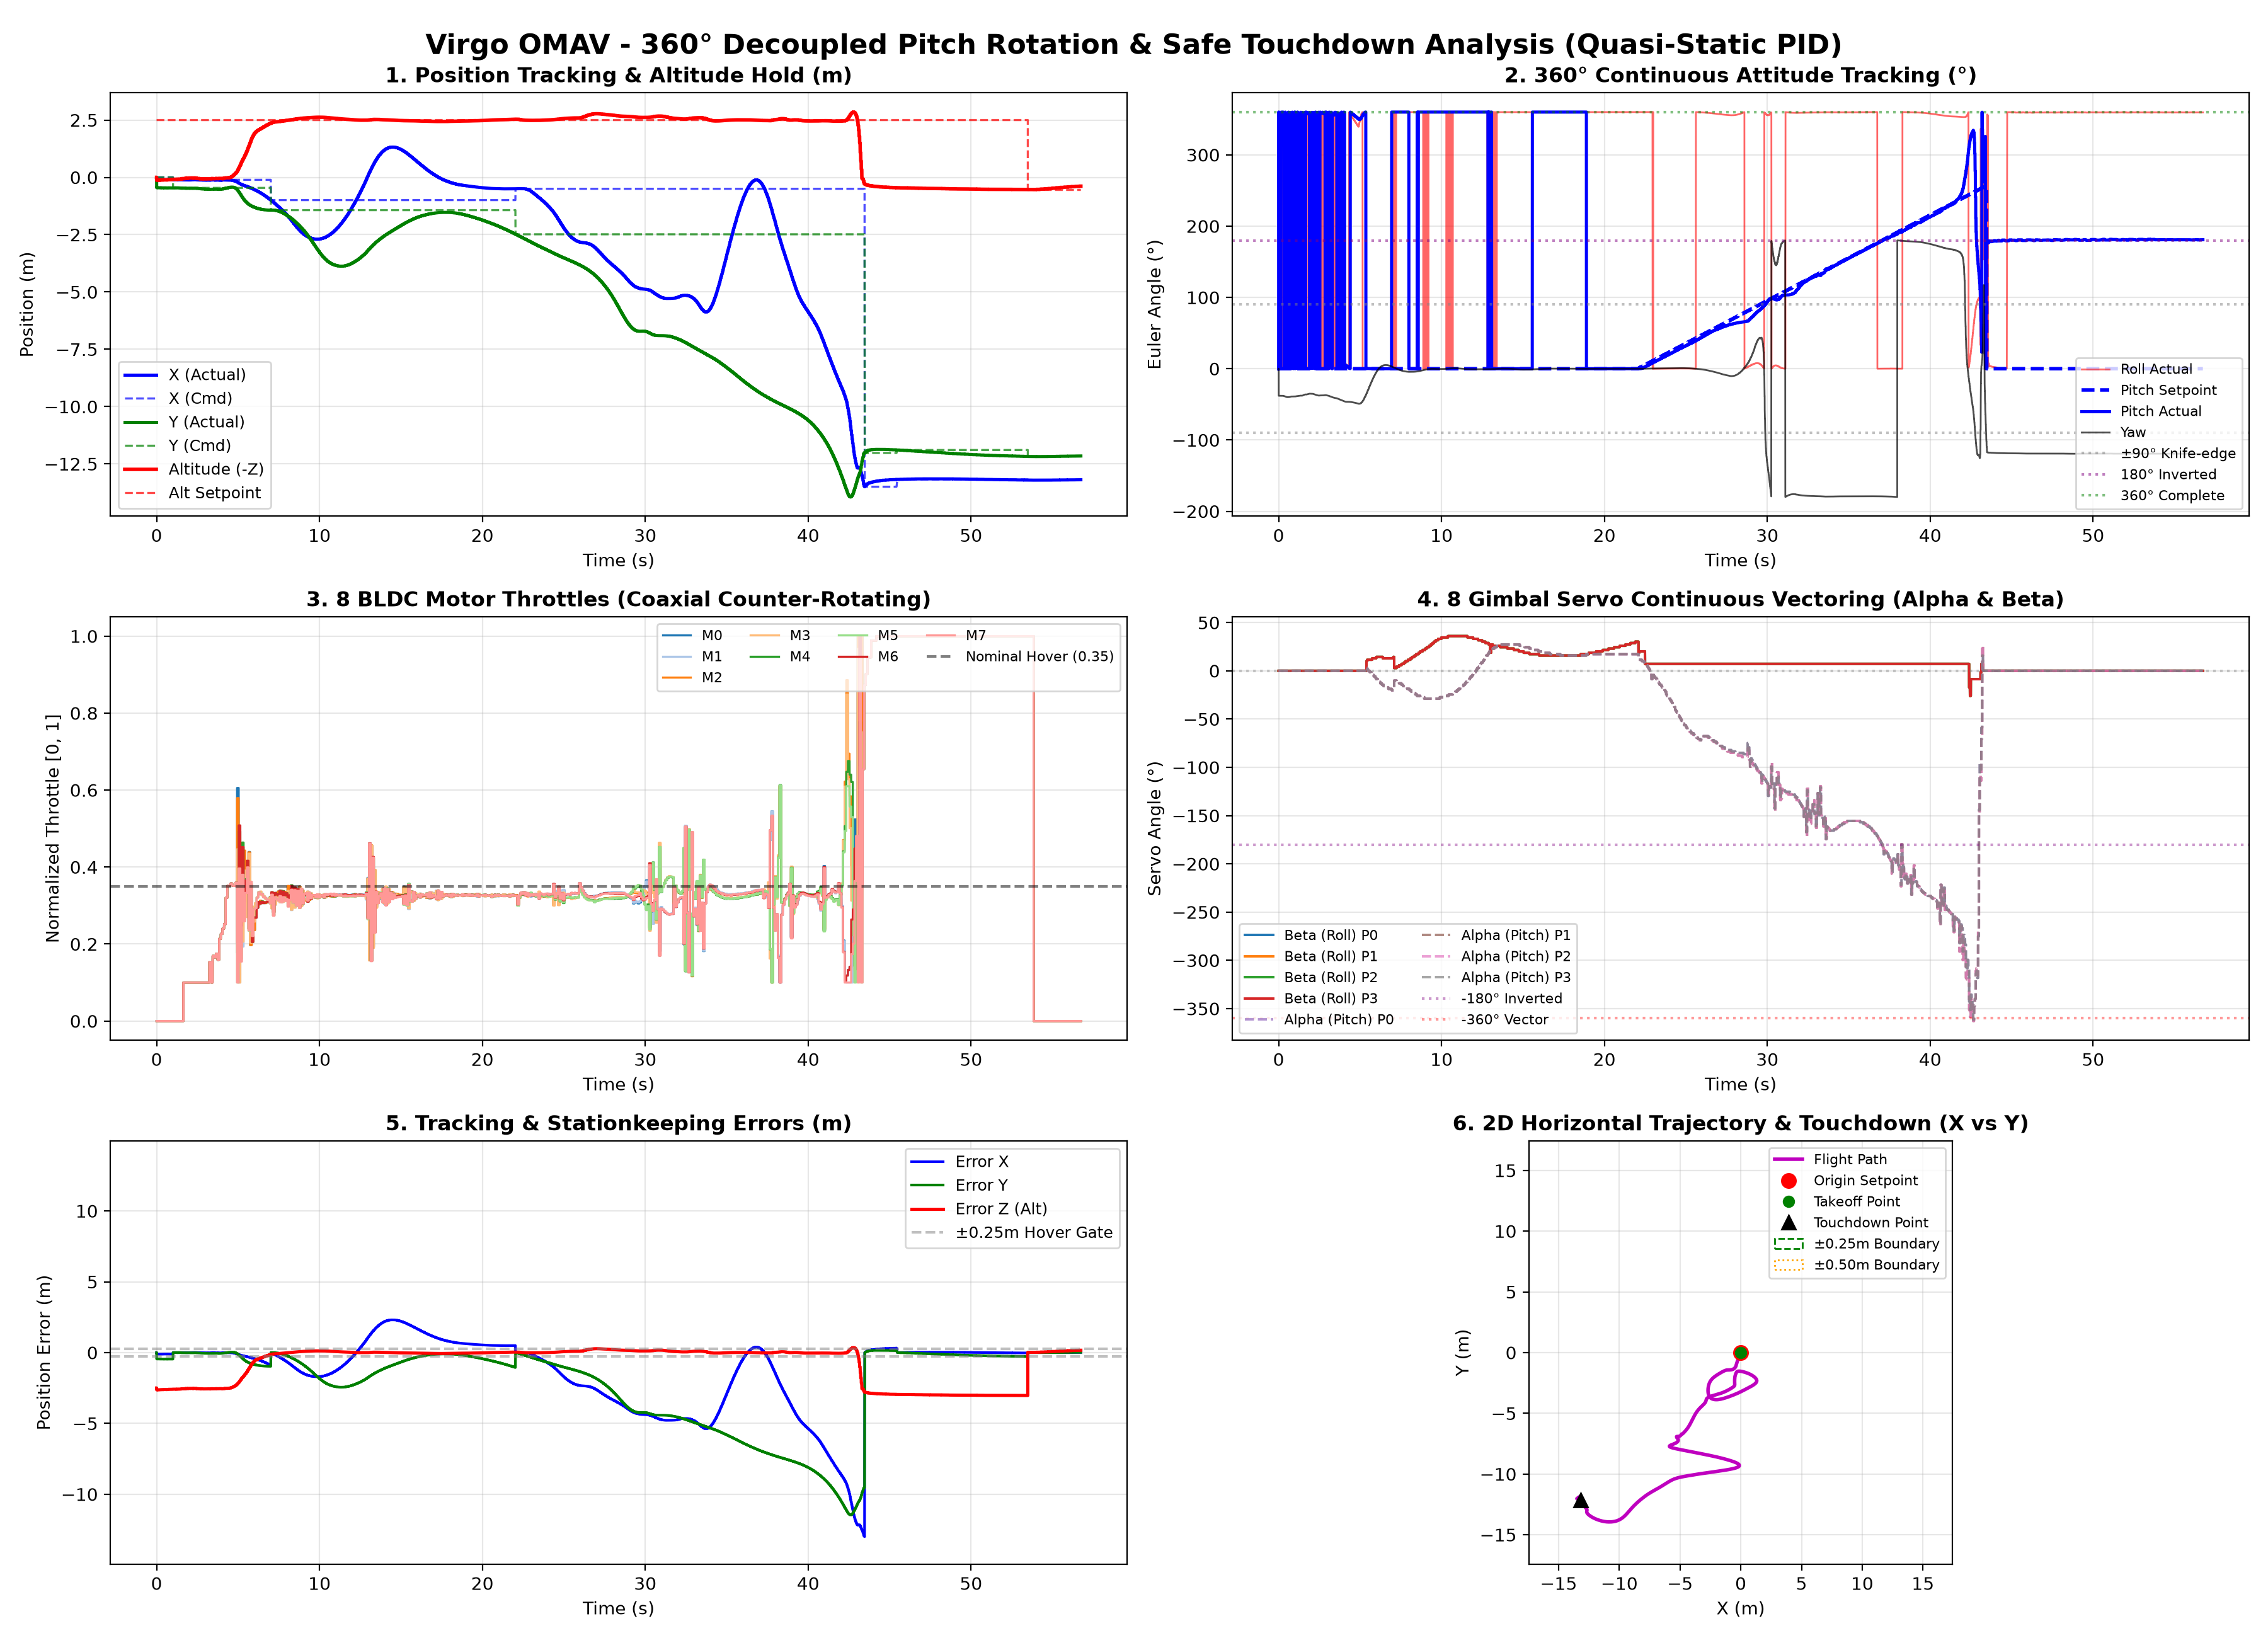 Virgo OMAV - 360° Decoupled Pitch Rotation & Safe Touchdown Analysis (Quasi-Static PID)
1. Position Tracking & Altitude Hold (m)
2.5
0.0
−2.5
−5.0
−7.5
−10.0
−12.5
Position (m)
X (Actual)
X (Cmd)
Y (Actual)
Y (Cmd)
Altitude (-Z)
Alt Setpoint
0 10 20 30 40 50
Time (s)
2. 360° Continuous Attitude Tracking (°)
300
200
100
0
−100
−200
Euler Angle (°)
Roll Actual
Pitch Setpoint
Pitch Actual
Yaw
±90° Knife-edge
180° Inverted
360° Complete
0 10 20 30 40 50
Time (s)
3. 8 BLDC Motor Throttles (Coaxial Counter-Rotating)
1.0
0.8
0.6
0.4
0.2
0.0
Normalized Throttle [0, 1]
M0 M3 M5 M7
M1 M4 M6 Nominal Hover (0.35)
M2
0 10 20 30 40 50
Time (s)
4. 8 Gimbal Servo Continuous Vectoring (Alpha & Beta)
50
0
−50
−100
−150
−200
−250
−300
−350
Servo Angle (°)
Beta (Roll) P0 Alpha (Pitch) P1
Beta (Roll) P1 Alpha (Pitch) P2
Beta (Roll) P2 Alpha (Pitch) P3
Beta (Roll) P3 -180° Inverted
Alpha (Pitch) P0 -360° Vector
0 10 20 30 40 50
Time (s)
5. Tracking & Stationkeeping Errors (m)
10
5
0
−5
−10
Position Error (m)
Error X
Error Y
Error Z (Alt)
±0.25m Hover Gate
0 10 20 30 40 50
Time (s)
6. 2D Horizontal Trajectory & Touchdown (X vs Y)
15
10
5
0
−5
−10
−15
Y (m)
Flight Path
Origin Setpoint
Takeoff Point
Touchdown Point
±0.25m Boundary
±0.50m Boundary
−15 −10 −5 0 5 10 15
X (m)